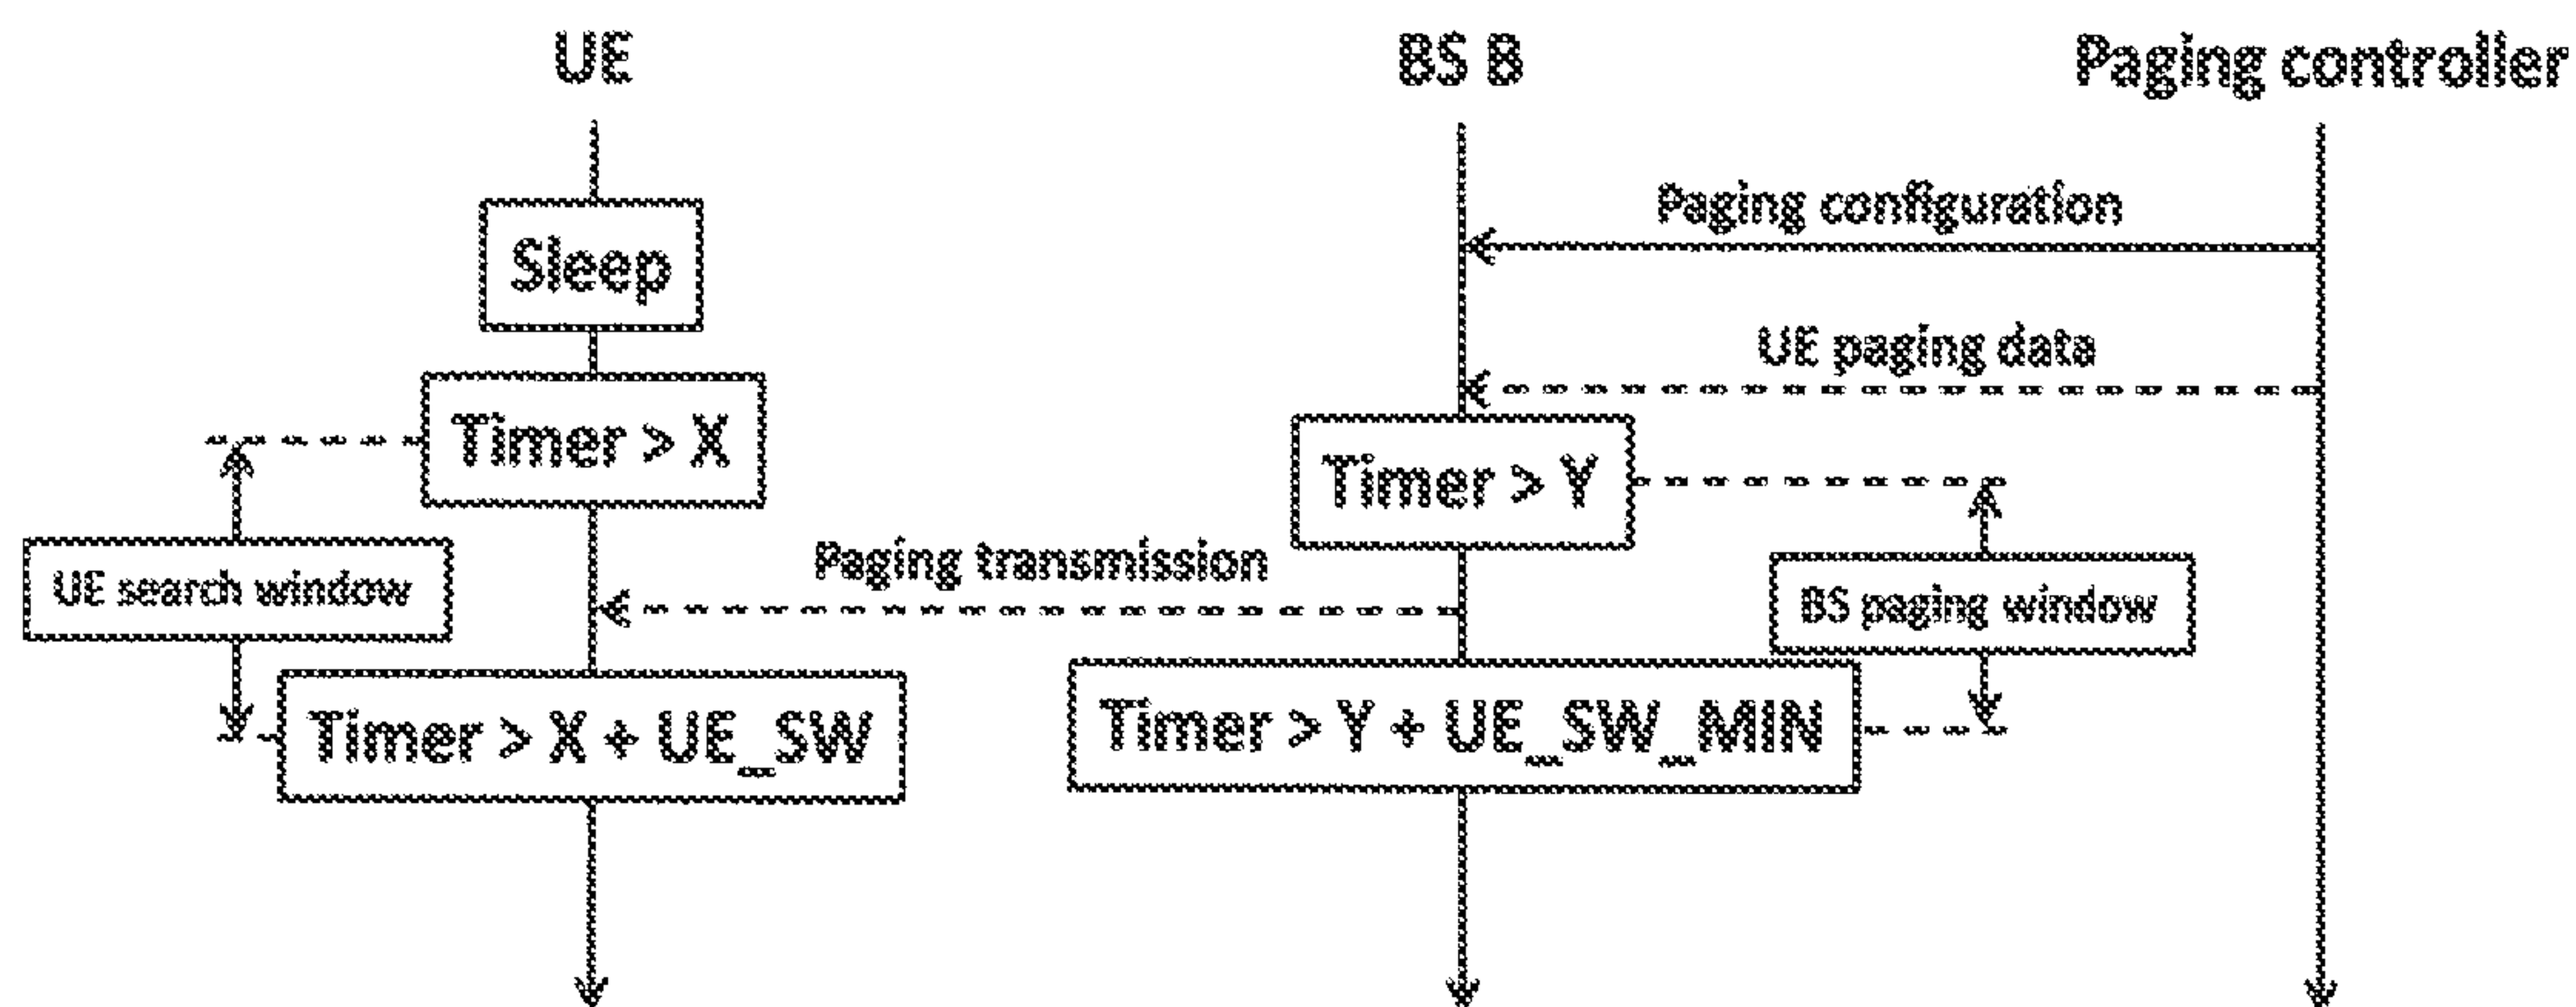 UE
BS B
Paging controller
Paging configuration
Sleep
UE paging data
Timer > X
Timer > Y
Paging transmission
UE search window
BS paging window
Timer > X + UE_SW
Timer > Y + UE_SW_MIN